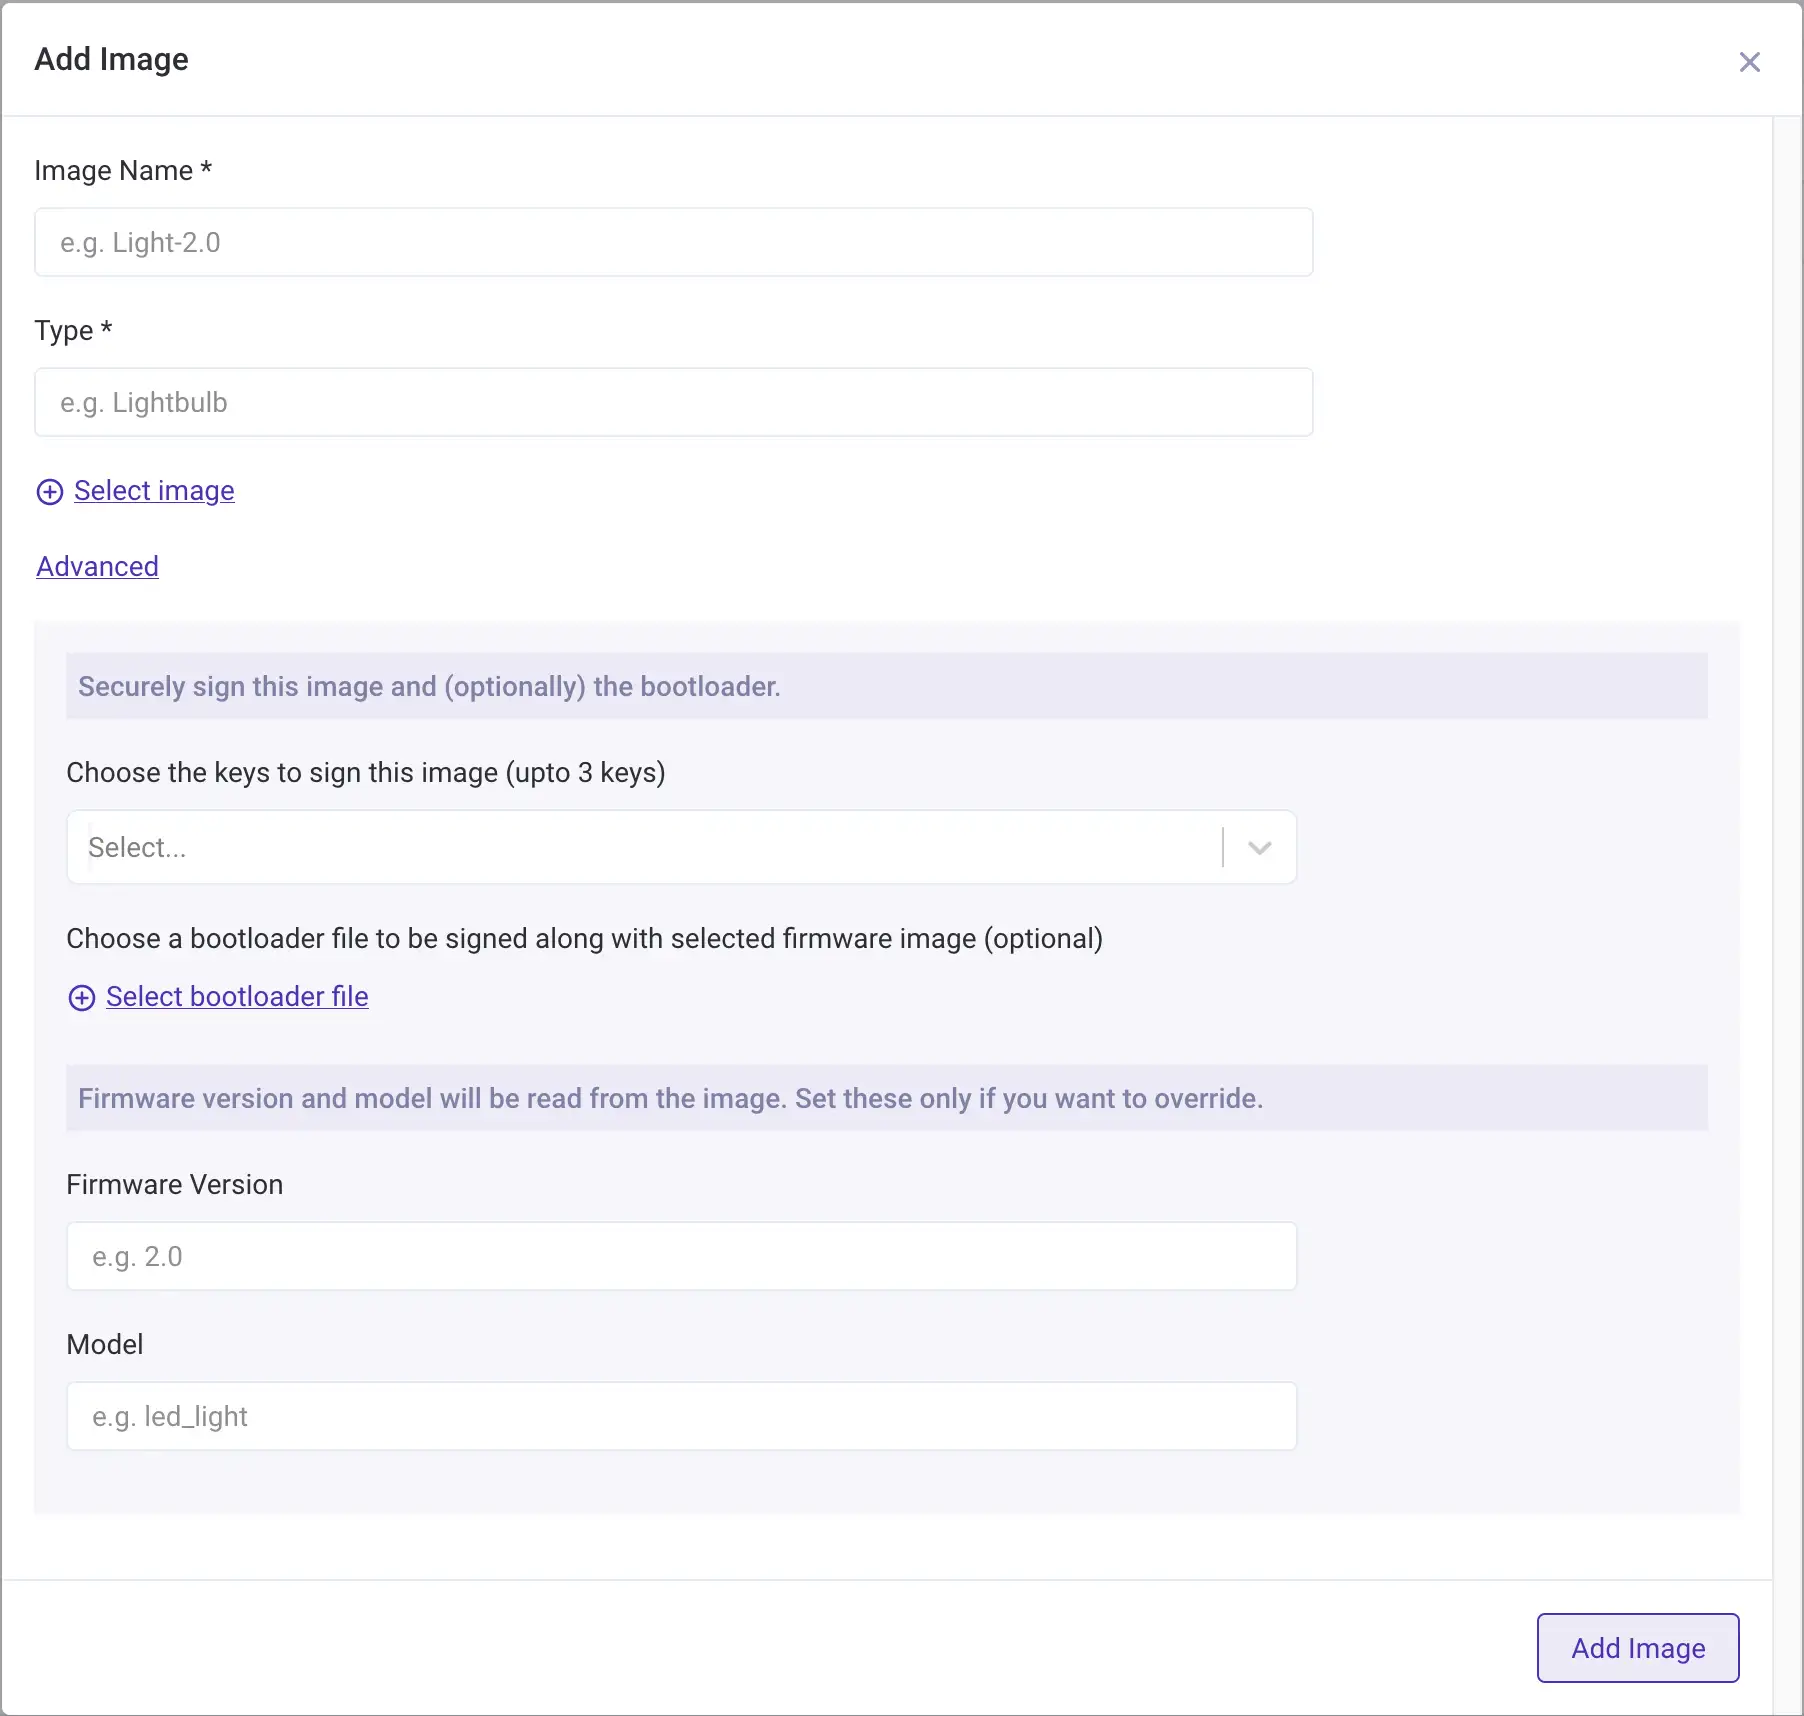 Add Image
Image Name *
e.g. Light-2.0
Type *
e.g. Lightbulb
Select image
Advanced
Securely sign this image and (optionally) the bootloader.
Choose the keys to sign this image (upto 3 keys)
Select...
Choose a bootloader file to be signed along with selected firmware image (optional)
Select bootloader file
Firmware version and model will be read from the image. Set these only if you want to override.
Firmware Version
e.g. 2.0
Model
e.g. led_light
Add Image